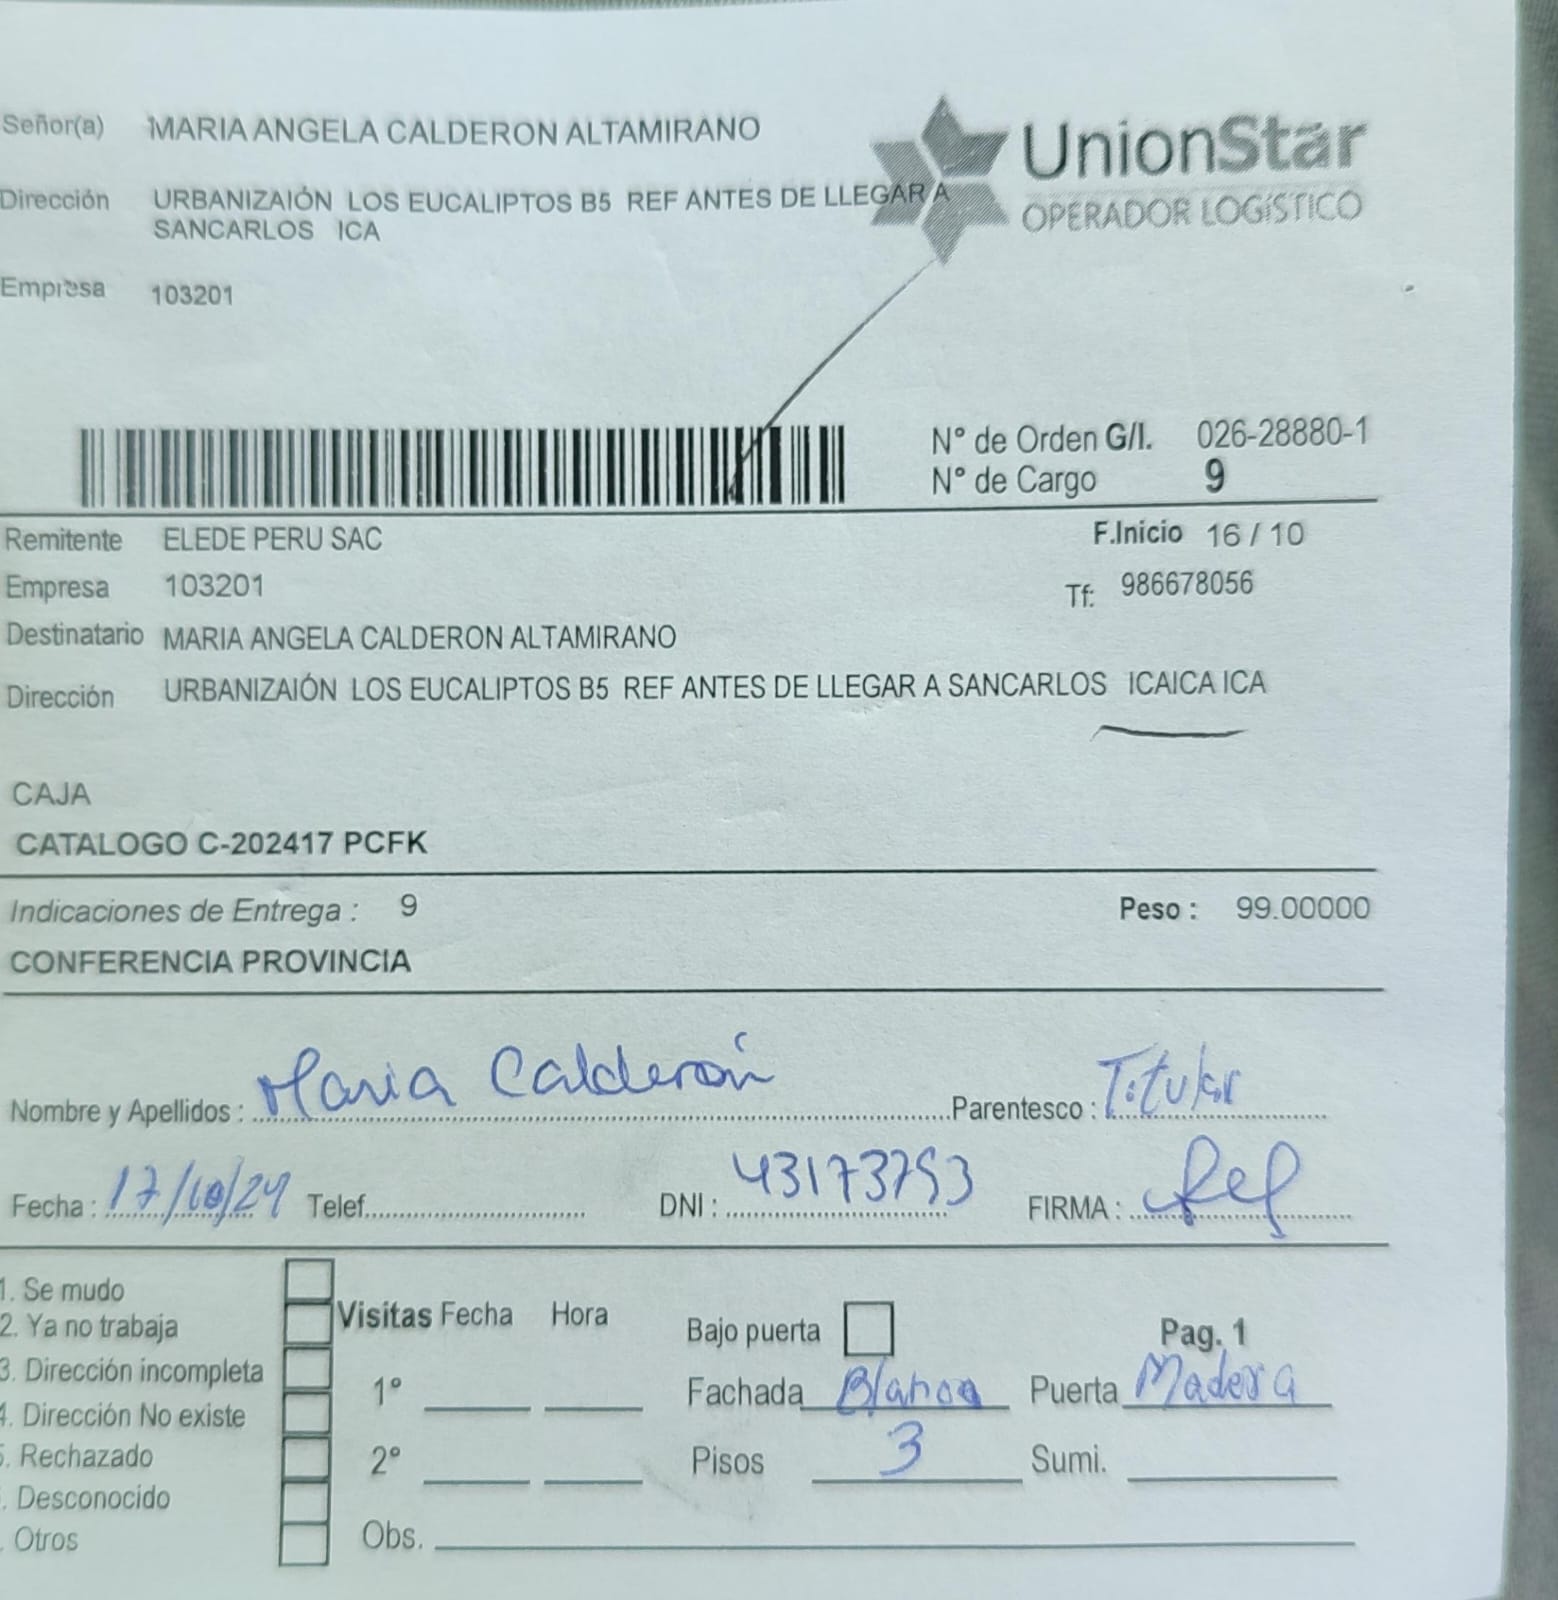 Señor(a) MARIA ANGELA CALDERON ALTAMIRANO
UnionStar
OPERADOR LOGíSTICO
Dirección URBANIZAIÓN LOS EUCALIPTOS B5 REF ANTES DE LLEGAR A
SANCARLOS ICA
Empresa 103201
N° de Orden G/I. 026-28880-1
N° de Cargo 9
Remitente ELEDE PERU SAC F.Inicio 16 / 10
Empresa 103201 Tf: 986678056
Destinatario MARIA ANGELA CALDERON ALTAMIRANO
Dirección URBANIZAIÓN LOS EUCALIPTOS B5 REF ANTES DE LLEGAR A SANCARLOS ICAICA ICA
CAJA
CATALOGO C-202417 PCFK
Indicaciones de Entrega : 9 Peso : 99.00000
CONFERENCIA PROVINCIA
Nombre y Apellidos : Maria Calderón Parentesco : Titular
Fecha : 17/10/24 Telef. DNI : 43173793 FIRMA :
1. Se mudo
2. Ya no trabaja
3. Dirección incompleta
4. Dirección No existe
5. Rechazado
. Desconocido
. Otros
Visitas Fecha Hora
1°
2°
Obs.
Bajo puerta Pag. 1
Fachada Blanca Puerta Madera
Pisos 3 Sumi.